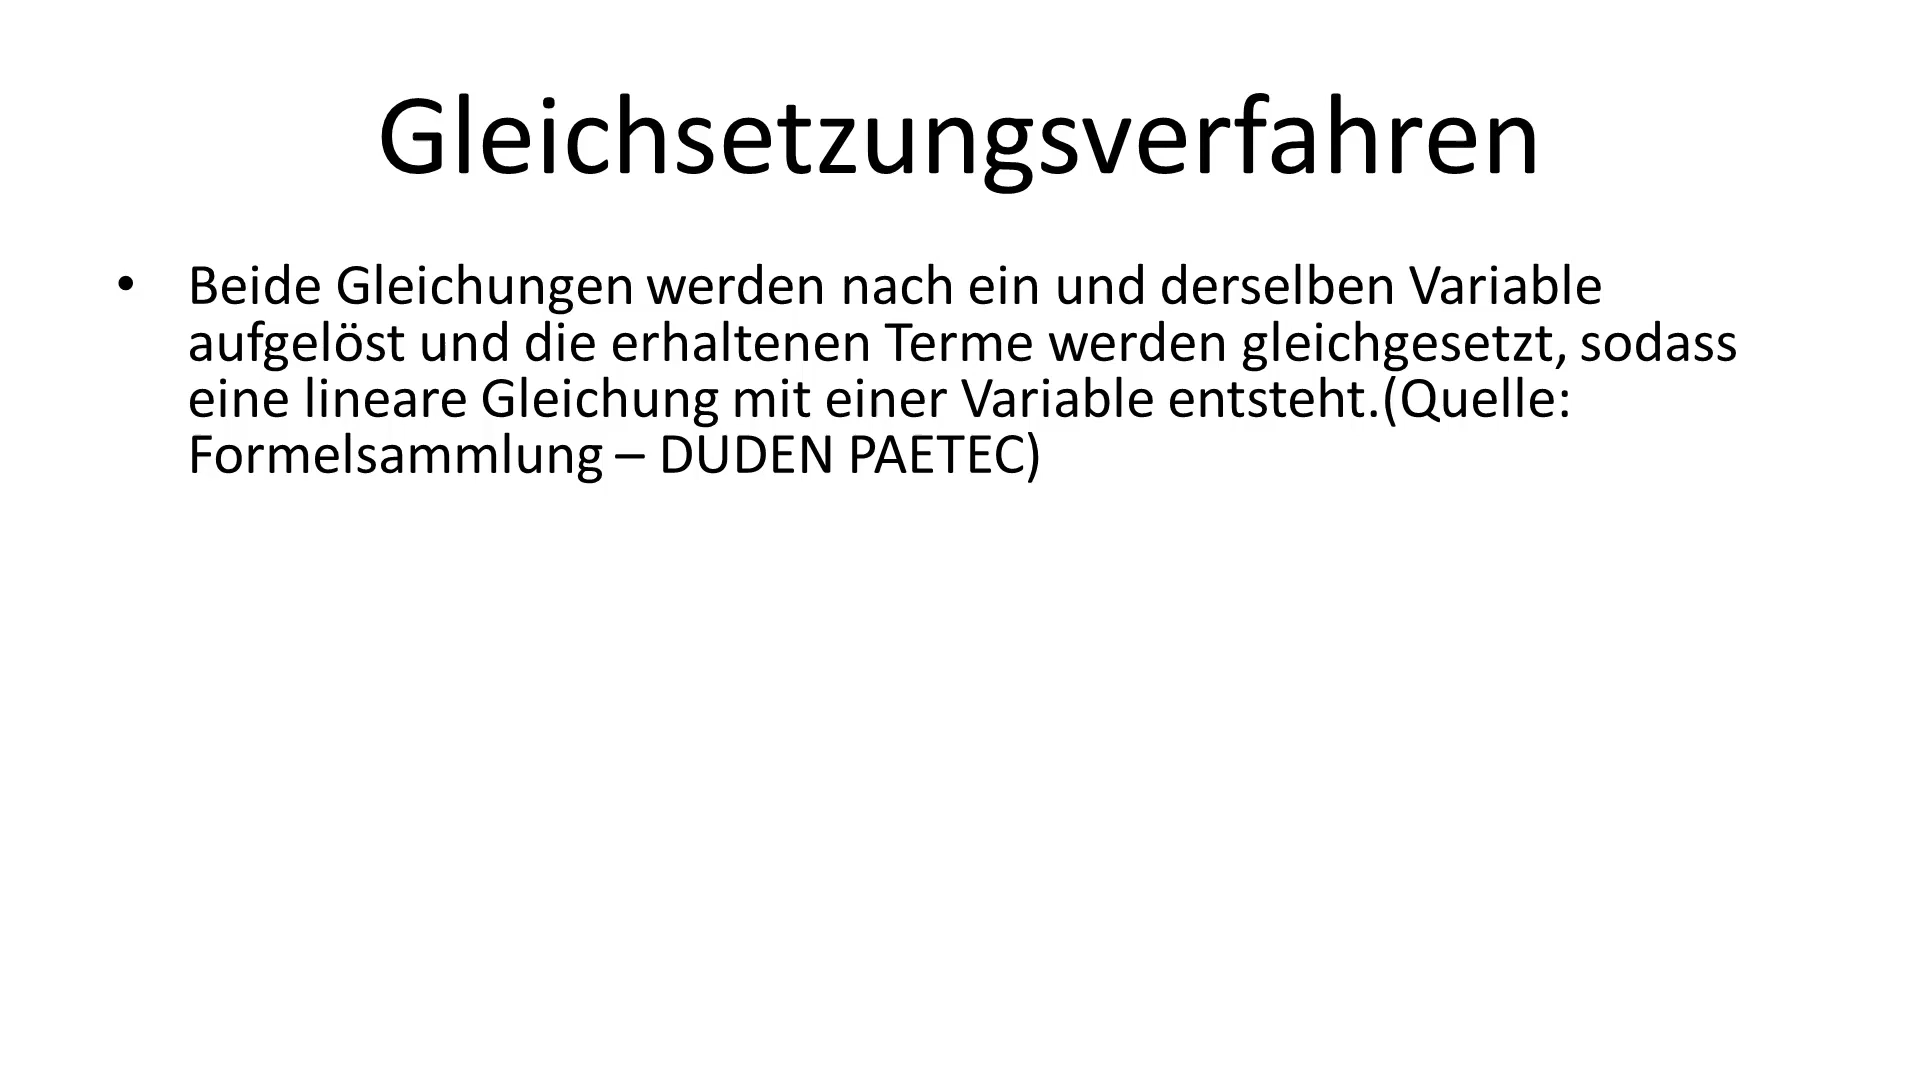 Gleichsetzungsverfahren
• Beide Gleichungen werden nach ein und derselben Variable
aufgelöst und die erhaltenen Terme werden gleichgesetzt, sodass
eine lineare Gleichung mit einer Variable entsteht.(Quelle:
Formelsammlung – DUDEN PAETEC)